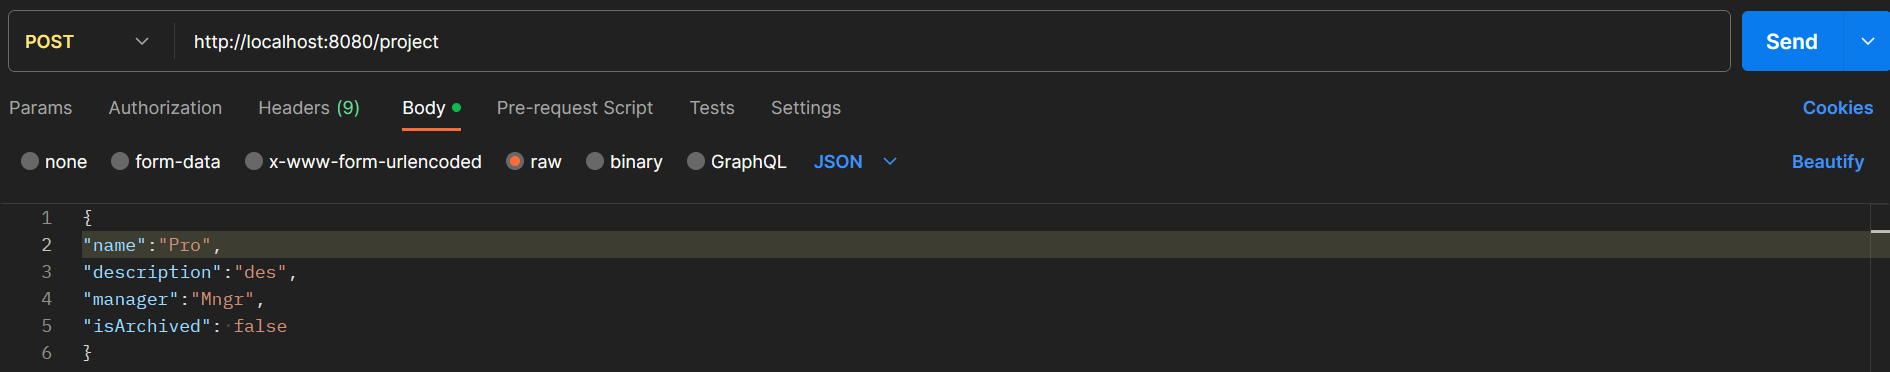 POST http://localhost:8080/project Send
Params Authorization Headers (9) Body Pre-request Script Tests Settings Cookies
none form-data x-www-form-urlencoded raw binary GraphQL JSON Beautify
1 {
2 "name":"Pro",
3 "description":"des",
4 "manager":"Mngr",
5 "isArchived": false
6 }